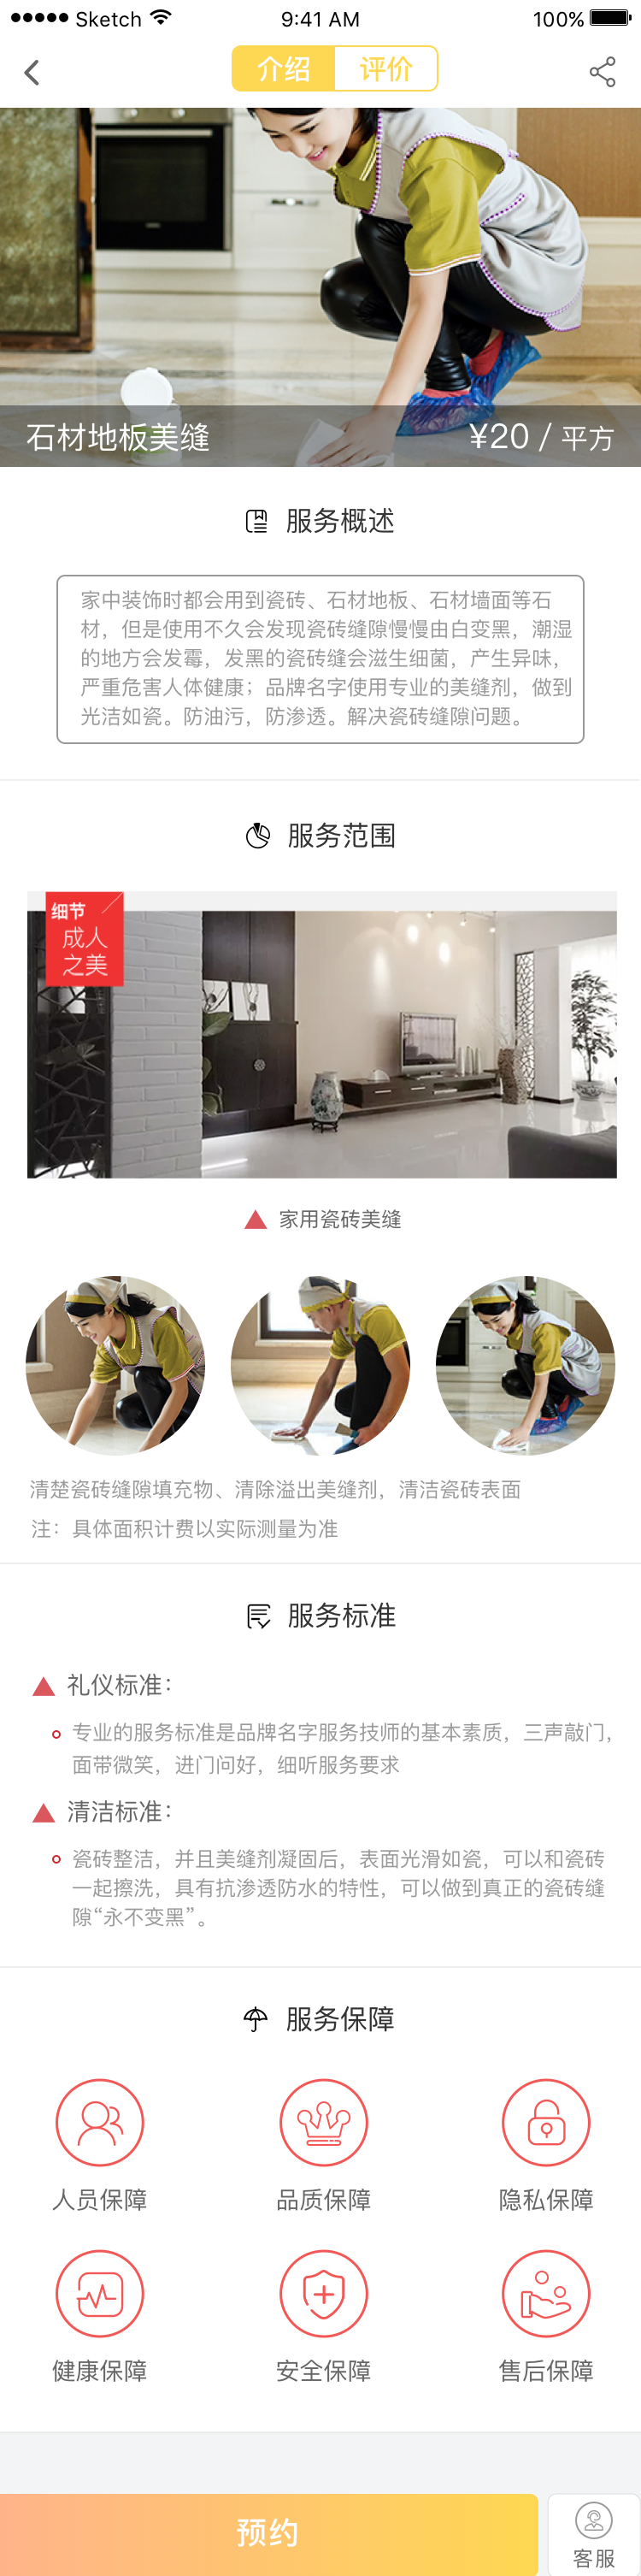 Sketch 9:41 AM 100%
介绍 评价
石材地板美缝 ¥20 / 平方
服务概述
家中装饰时都会用到瓷砖、石材地板、石材墙面等石
材，但是使用不久会发现瓷砖缝隙慢慢由白变黑，潮湿
的地方会发霉，发黑的瓷砖缝会滋生细菌，产生异味，
严重危害人体健康；品牌名字使用专业的美缝剂，做到
光洁如瓷。防油污，防渗透。解决瓷砖缝隙问题。
服务范围
细节
成人
之美
家用瓷砖美缝
清楚瓷砖缝隙填充物、清除溢出美缝剂，清洁瓷砖表面
注：具体面积计费以实际测量为准
服务标准
礼仪标准：
专业的服务标准是品牌名字服务技师的基本素质，三声敲门，
面带微笑，进门问好，细听服务要求
清洁标准：
瓷砖整洁，并且美缝剂凝固后，表面光滑如瓷，可以和瓷砖
一起擦洗，具有抗渗透防水的特性，可以做到真正的瓷砖缝
隙“永不变黑”。
服务保障
人员保障 品质保障 隐私保障
健康保障 安全保障 售后保障
预约 客服